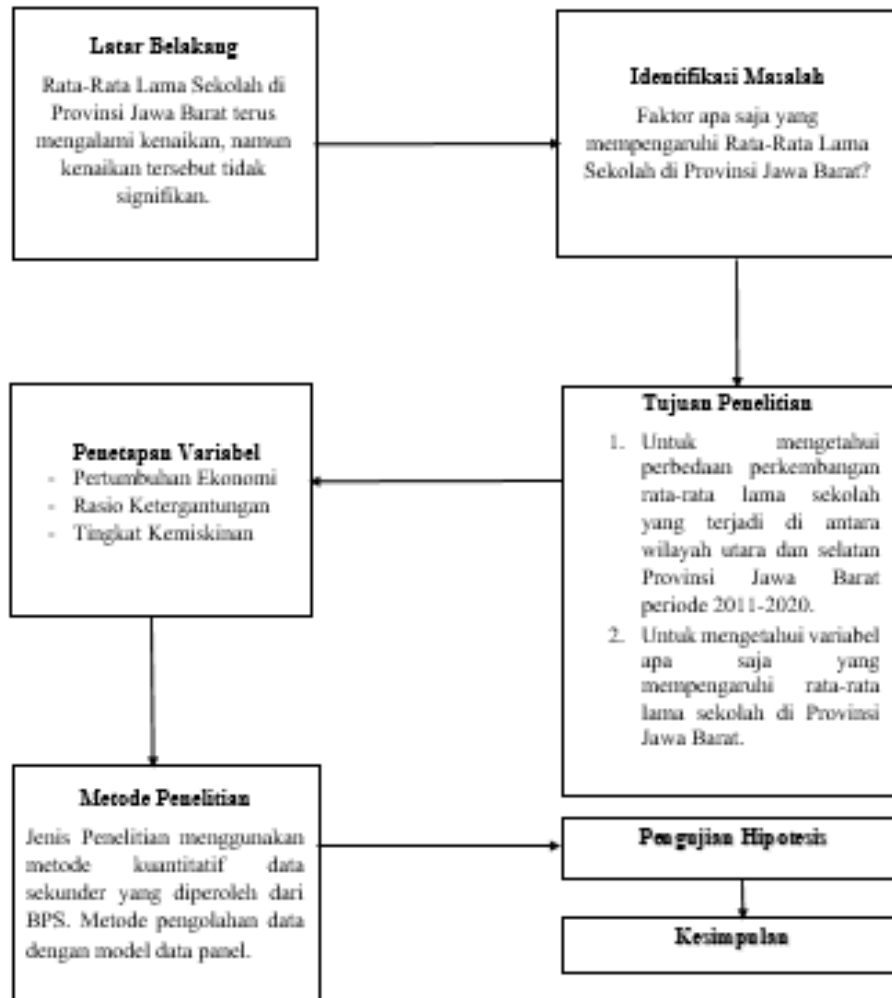 Latar Belakang
Rata-Rata Lama Sekolah di
Provinsi Jawa Barat terus
mengalami kenaikan, namun
kenaikan tersebut tidak
signifikan.
Identifikasi Masalah
Faktor apa saja yang
mempengaruhi Rata-Rata Lama
Sekolah di Provinsi Jawa Barat?
Tujuan Penelitian
1. Untuk mengetahui
perbedaan perkembangan
rata-rata lama sekolah
yang terjadi di antara
wilayah utara dan selatan
Provinsi Jawa Barat
periode 2011-2020.
2. Untuk mengetahui variabel
apa saja yang
mempengaruhi rata-rata
lama sekolah di Provinsi
Jawa Barat.
Penetapan Variabel
- Pertumbuhan Ekonomi
- Rasio Ketergantungan
- Tingkat Kemiskinan
Metode Penelitian
Jenis Penelitian menggunakan
metode kuantitatif data
sekunder yang diperoleh dari
BPS. Metode pengolahan data
dengan model data panel.
Pengujian Hipotesis
Kesimpulan